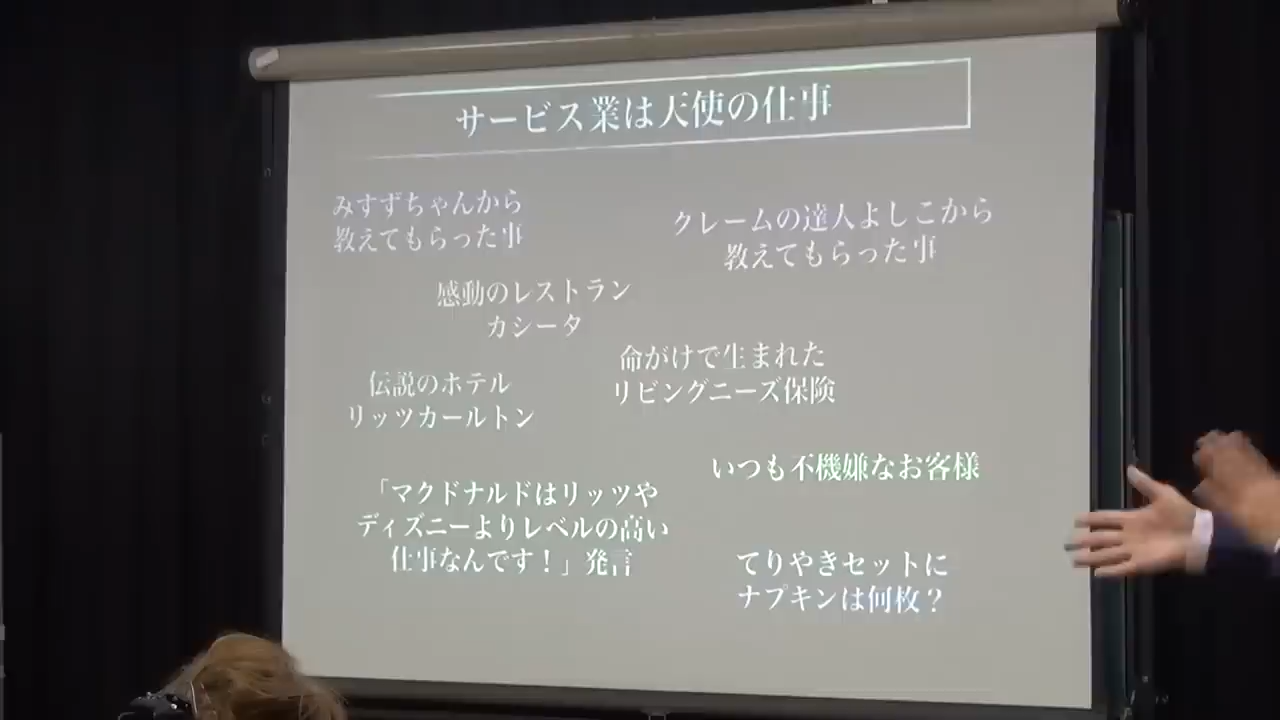 サービス業は天使の仕事
みすずちゃんから
教えてもらった事
クレームの達人よしこから
教えてもらった事
感動のレストラン
カシータ
命がけで生まれた
リビングニーズ保険
伝説のホテル
リッツカールトン
いつも不機嫌なお客様
「マクドナルドはリッツや
ディズニーよりレベルの高い
仕事なんです！」発言
てりやきセットに
ナプキンは何枚？